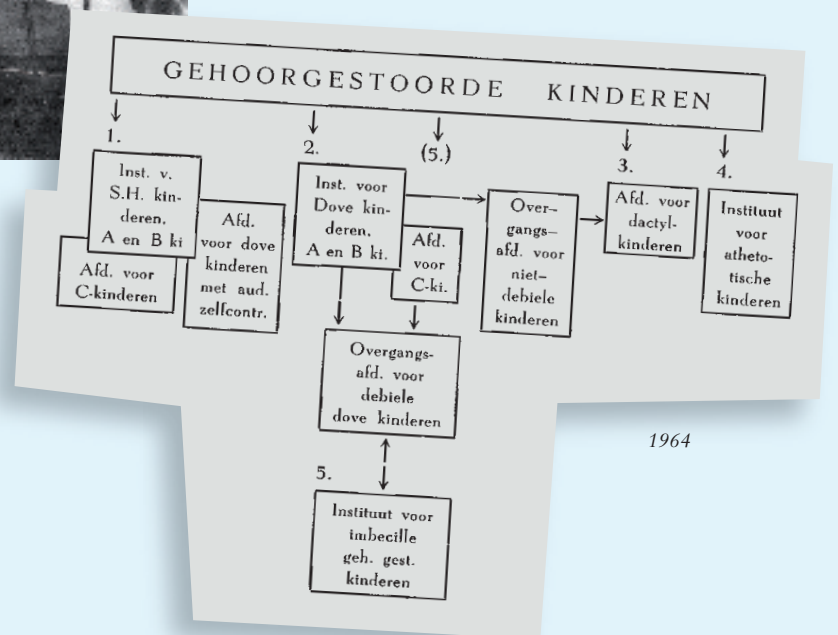 GEHOORGESTOORDE KINDEREN
1.
Inst. v.
S.H. kin-
deren.
A en B ki
Afd. voor
C-kinderen
Afd.
voor dove
kinderen
met aud.
zelfcontr.
2.
Inst. voor
Dove kin-
deren.
A en B ki.
Afd.
voor
C-ki.
(5.)
Over-
gangs-
afd. voor
niet-
debiele
kinderen
3.
Afd. voor
dactyl-
kinderen
4.
Instituut
voor
atheto-
tische
kinderen
Overgangs-
afd. voor
debiele
dove kinderen
5.
Instituut voor
imbecille
geh. gest.
kinderen
1964